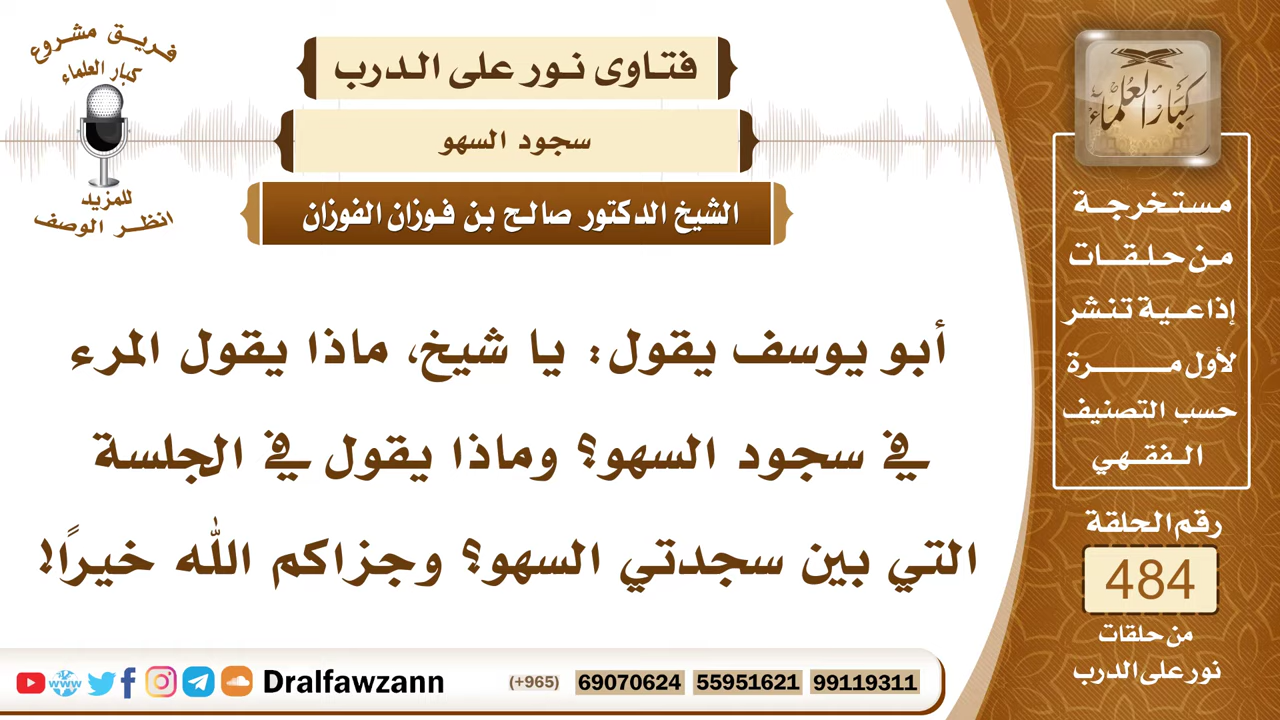 فريق مشروع
كبار العلماء
للمزيد
انظر الوصف
فتاوى نور على الدرب
سجود السهو
الشيخ الدكتور صالح بن فوزان الفوزان
أبو يوسف يقول: يا شيخ، ماذا يقول المرء
في سجود السهو؟ وماذا يقول في الجلسة
التي بين سجدتي السهو؟ وجزاكم الله خيرًا!
كبار العلماء
مستخرجة
من حلقات
إذاعية تنشر
لأول مرة
حسب التصنيف
الفقهي
رقم الحلقة
484
من حلقات
نور على الدرب
www Dralfawzann (+965) 69070624 55951621 99119311